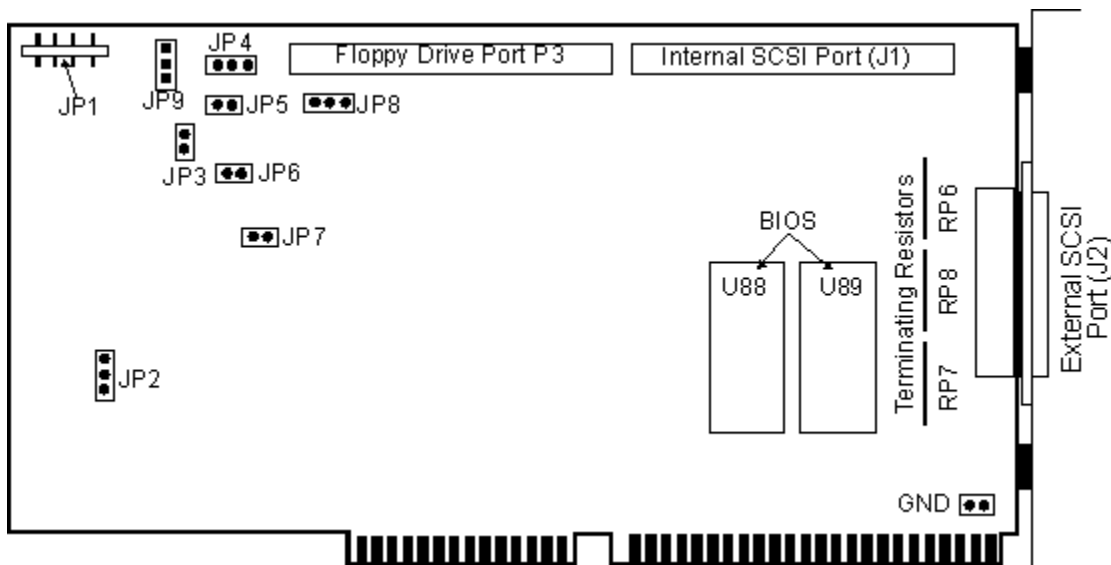 JP4
Floppy Drive Port P3
Internal SCSI Port (J1)
JP1
JP9
JP5
JP8
JP3
JP6
JP7
BIOS
U88
U89
Terminating Resistors
RP6
RP8
RP7
External SCSI
Port (J2)
JP2
GND